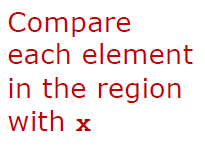 Compare
each element
in the region
with x